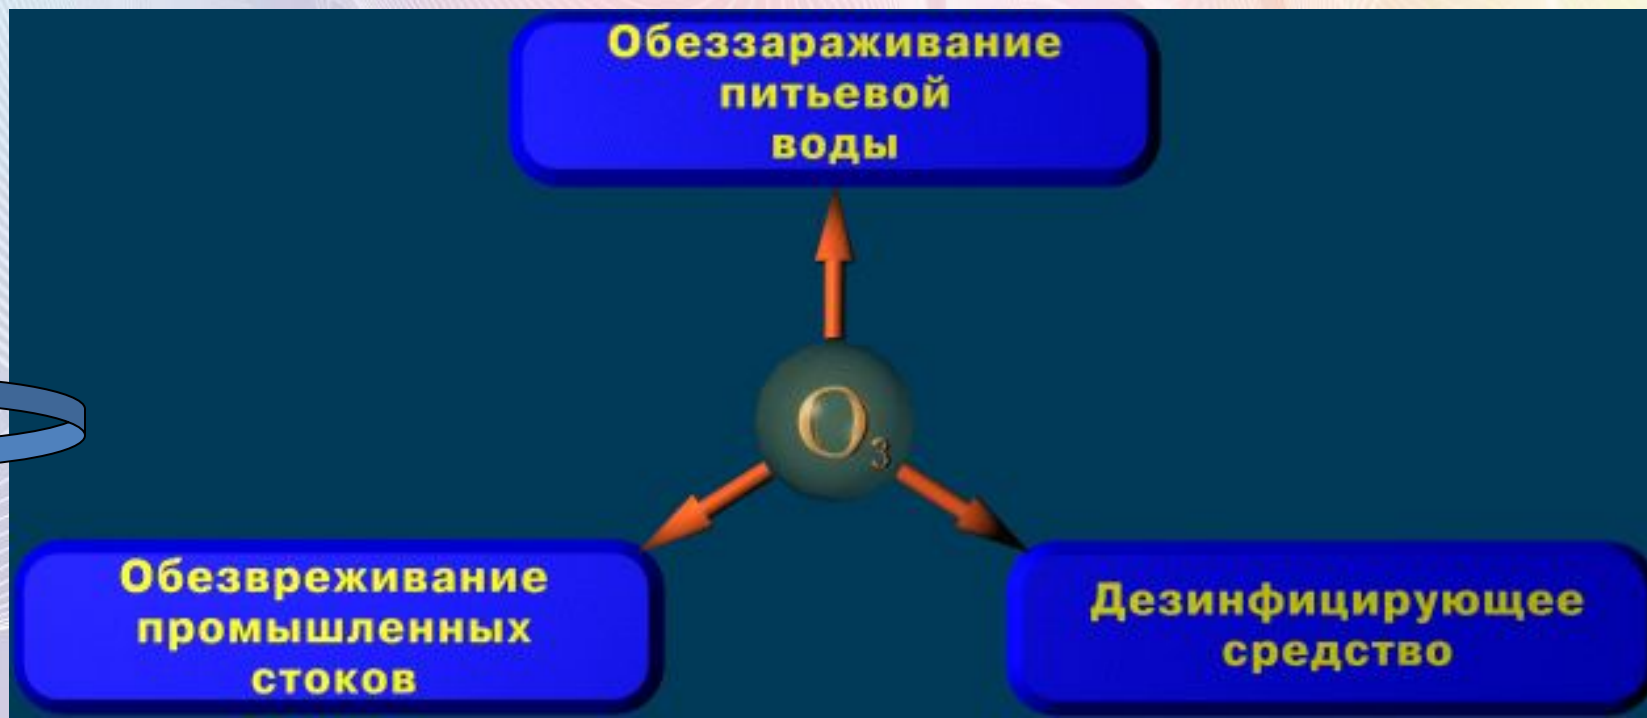 Обеззараживание
питьевой
воды
O₃
Обезвреживание
промышленных
стоков
Дезинфицирующее
средство